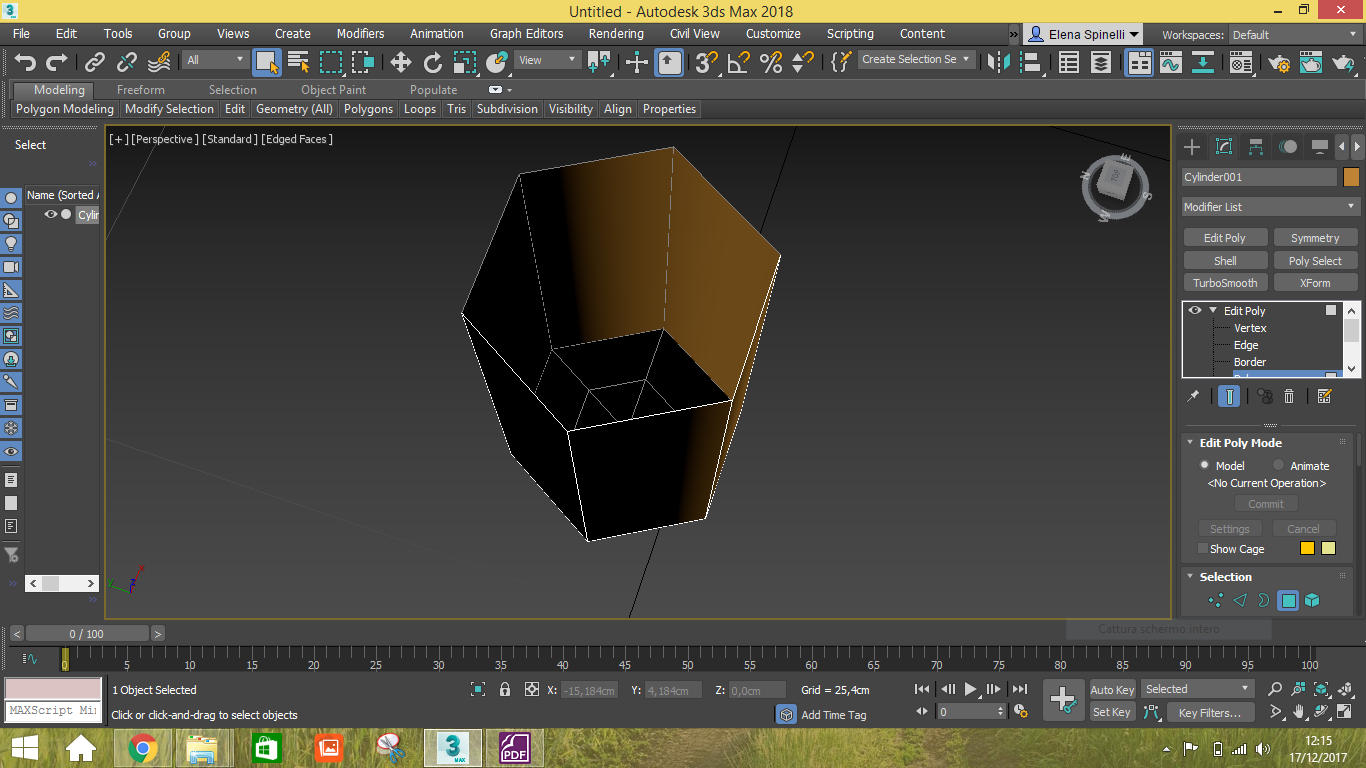 Untitled - Autodesk 3ds Max 2018
File Edit Tools Group Views Create Modifiers Animation Graph Editors Rendering Civil View Customize Scripting Content » Elena Spinelli Workspaces: Default
All View Create Selection Se
Modeling Freeform Selection Object Paint Populate
Polygon Modeling Modify Selection Edit Geometry (All) Polygons Loops Tris Subdivision Visibility Align Properties
[+] [Perspective] [Standard] [Edged Faces]
Select
Name (Sorted A
Cylin
TOP
N
E
S
W
Cylinder001
Modifier List
Edit Poly Symmetry
Shell Poly Select
TurboSmooth XForm
Edit Poly
Vertex
Edge
Border
Edit Poly Mode
Model Animate
<No Current Operation>
Commit
Settings Cancel
Show Cage
Selection
Cattura schermo intero
< 0 / 100 >
0 5 10 15 20 25 30 35 40 45 50 55 60 65 70 75 80 85 90 95 100
1 Object Selected X: -15,184cm Y: 4,184cm Z: 0,0cm Grid = 25,4cm Auto Key Selected
MAXScript Min Click or click-and-drag to select objects Add Time Tag 0 Set Key Key Filters...
3 MAX PDF
12:15
17/12/2017